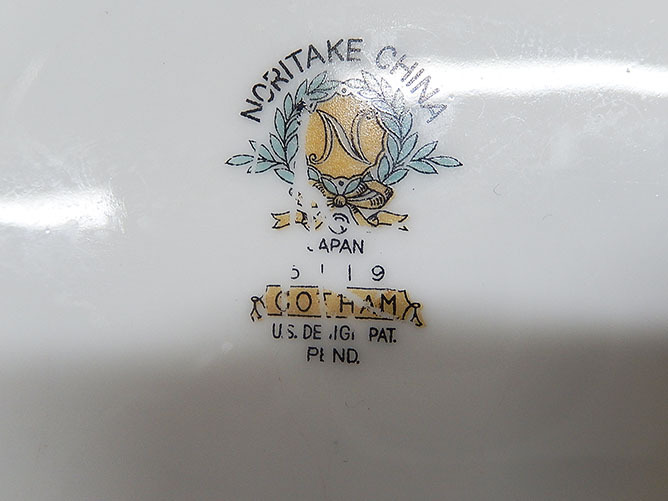 NORITAKE CHINA
N
JAPAN
5119
GOTHAM
U.S. DESIGN PAT.
PEND.